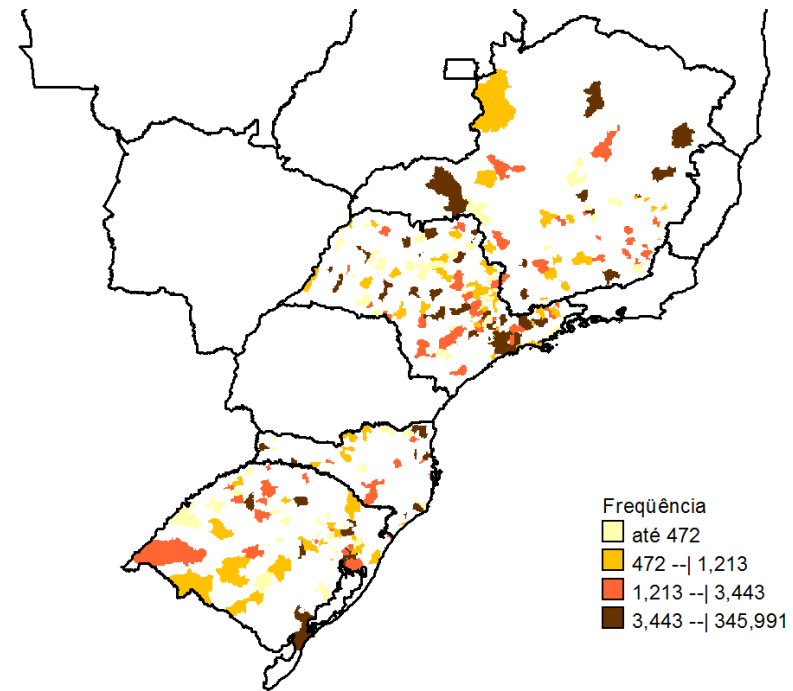 Freqüência
até 472
472 --| 1,213
1,213 --| 3,443
3,443 --| 345,991